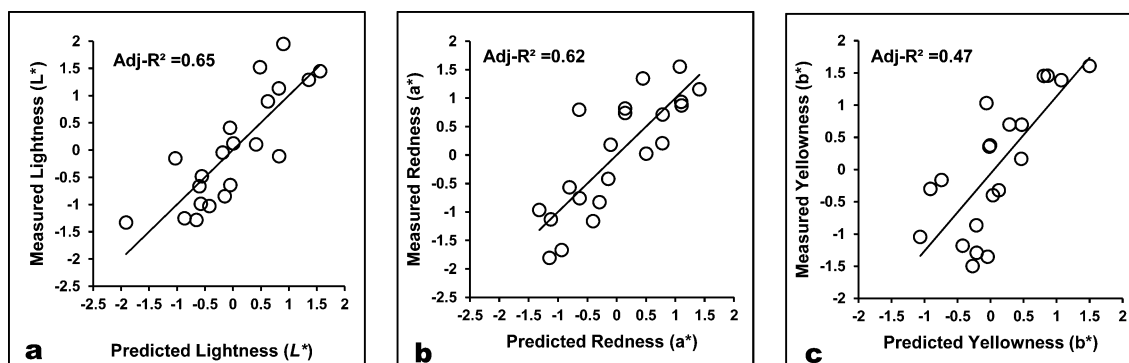 Adj-R² =0.65
Measured Lightness (L*)
2
1.5
1
0.5
0
-0.5
-1
-1.5
-2
-2.5
-2.5 -2 -1.5 -1 -0.5 0 0.5 1 1.5 2
Predicted Lightness (L*)
a
Adj-R² =0.62
Measured Redness (a*)
2
1.5
1
0.5
0
-0.5
-1
-1.5
-2
-2.5
-1.5 -1 -0.5 0 0.5 1 1.5 2
Predicted Redness (a*)
b
Adj-R² =0.47
Measured Yellowness (b*)
2
1.5
1
0.5
0
-0.5
-1
-1.5
-2
-2 -1.5 -1 -0.5 0 0.5 1 1.5 2
Predicted Yellowness (b*)
c